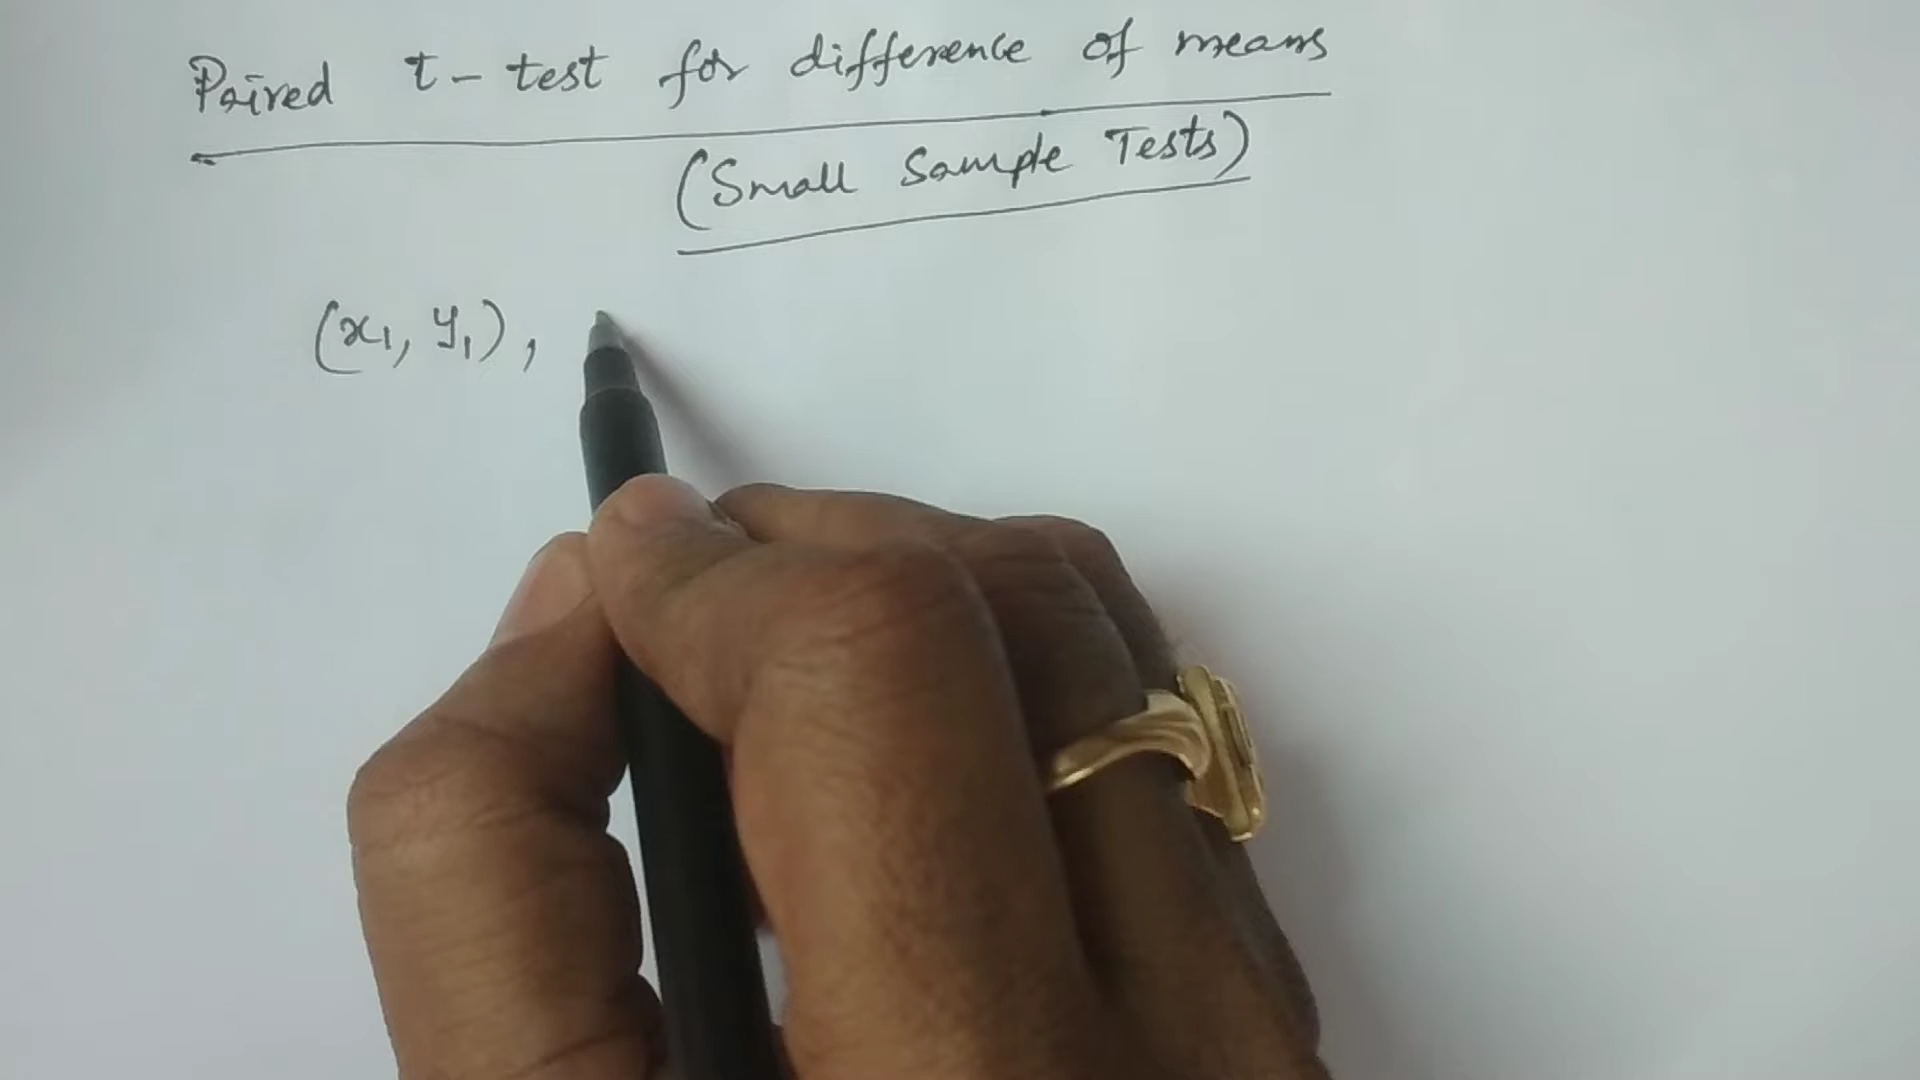 Paired t-test for difference of means
(Small Sample Tests)
(x₁, y₁),